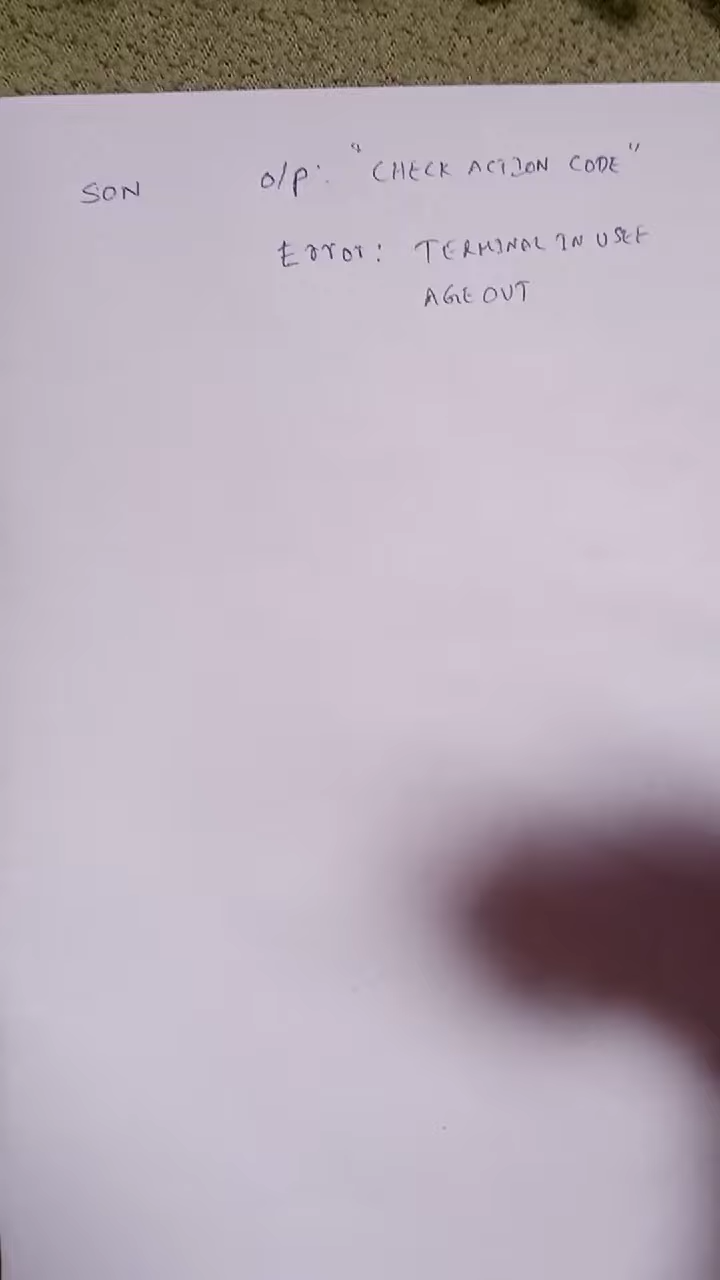 SON o/p: "CHECK ACTION CODE"
Error: TERMINAL IN USE
AGE OUT